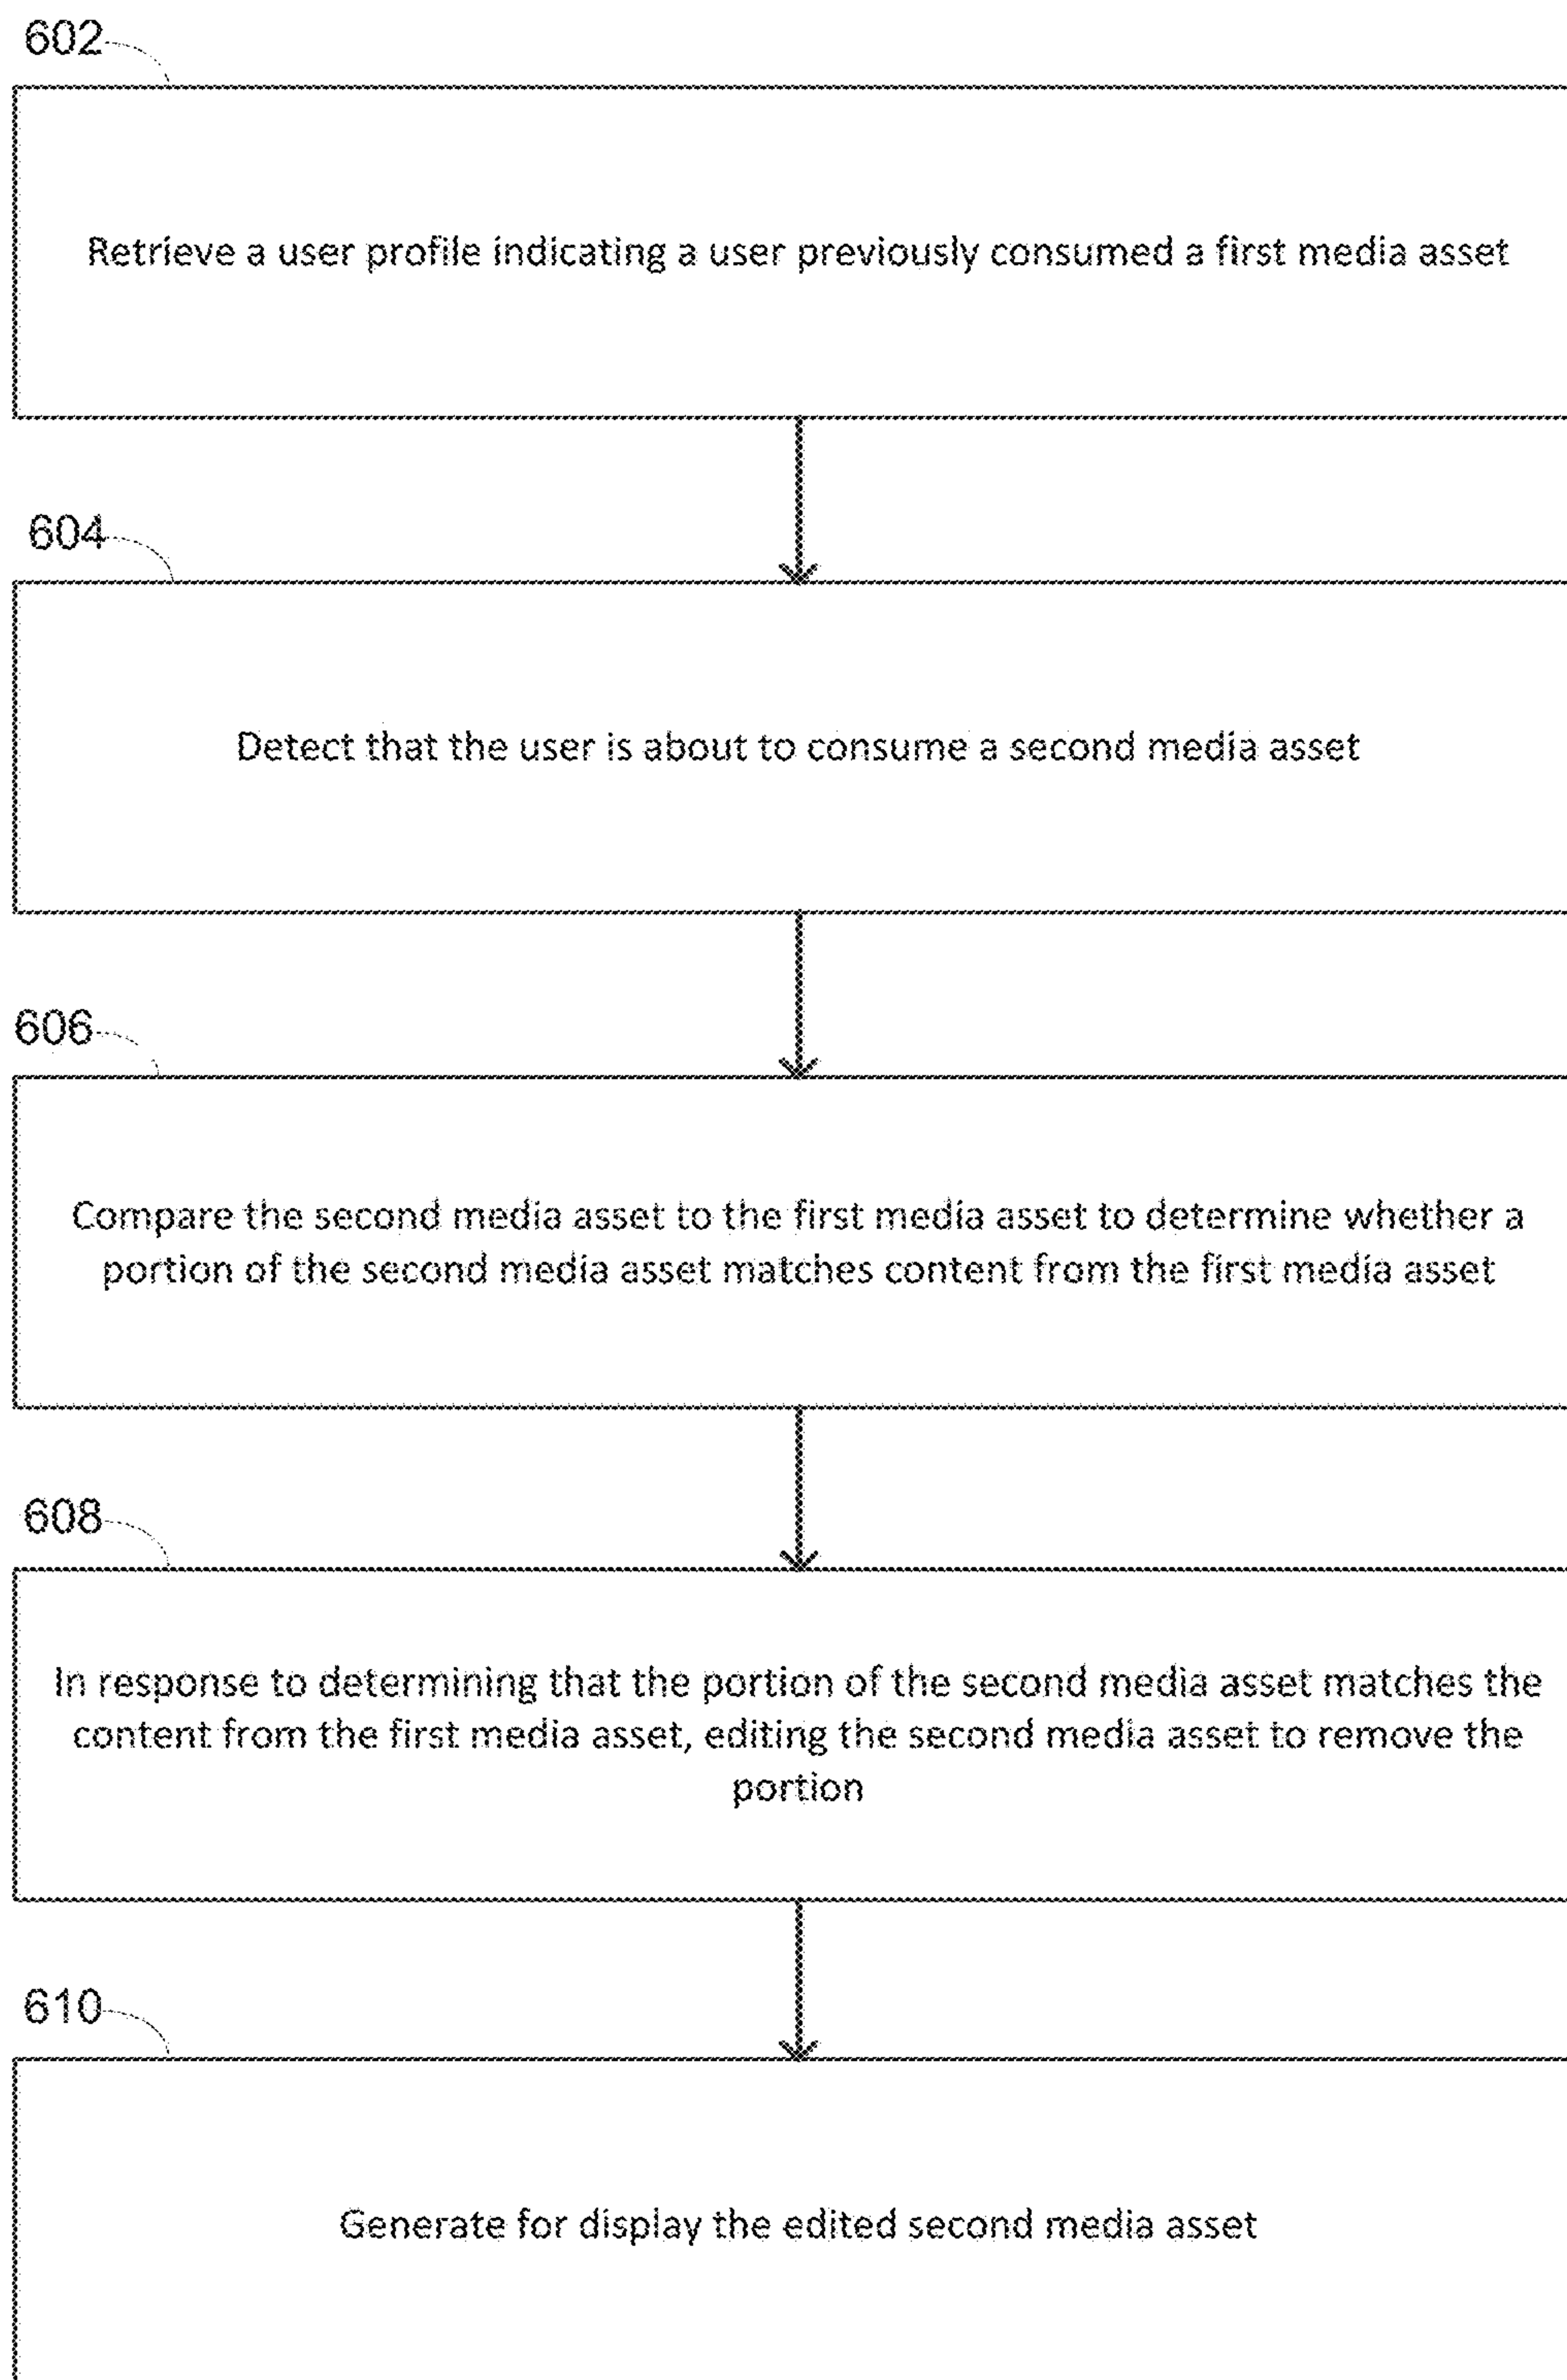 602
Retrieve a user profile indicating a user previously consumed a first media asset
604
Detect that the user is about to consume a second media asset
606
Compare the second media asset to the first media asset to determine whether a
portion of the second media asset matches content from the first media asset
608
In response to determining that the portion of the second media asset matches the
content from the first media asset, editing the second media asset to remove the
portion
610
Generate for display the edited second media asset